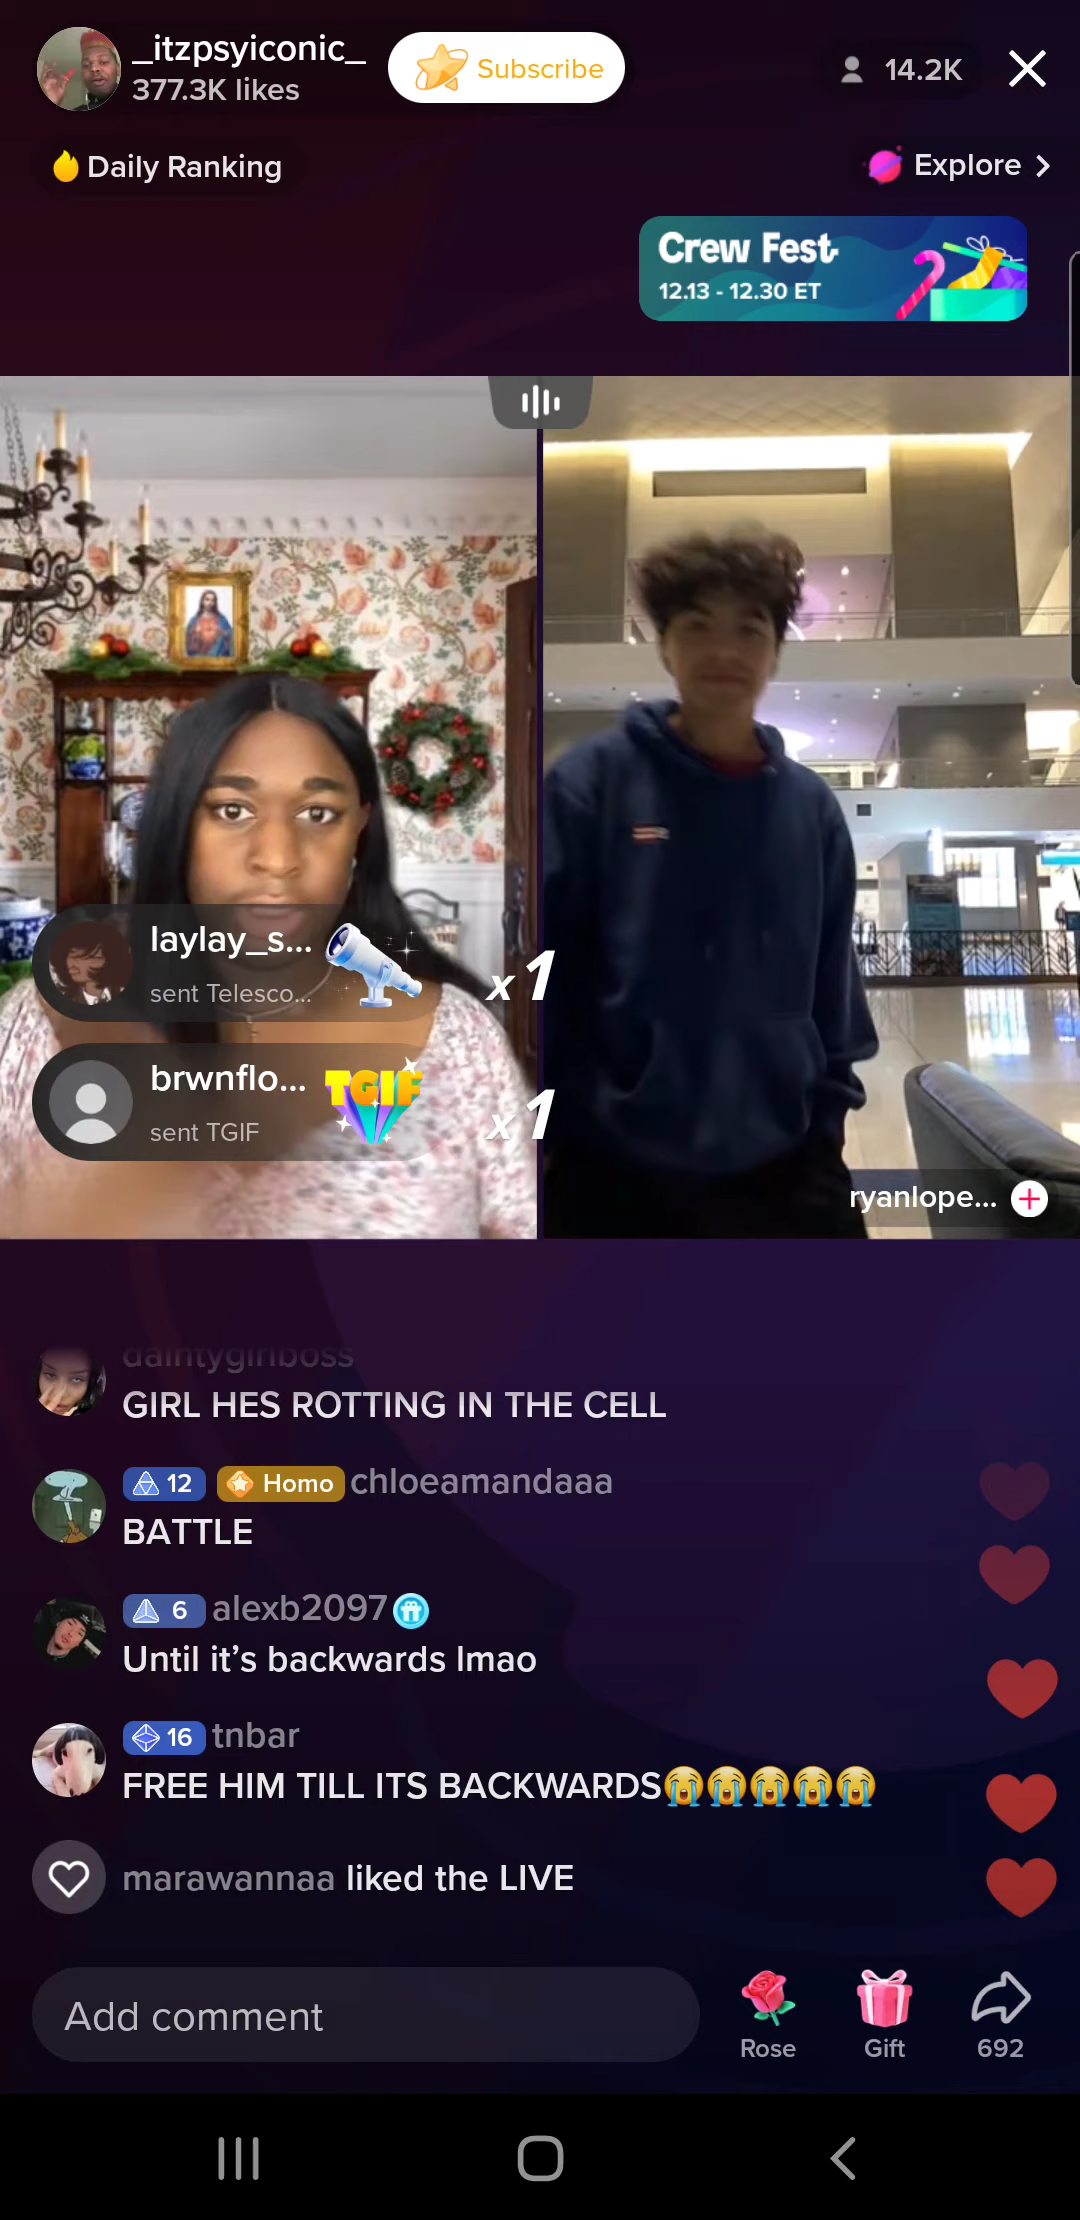 _itzpsyiconic_
377.3K likes
Subscribe
14.2K
Daily Ranking
Explore
Crew Fest
12.13 - 12.30 ET
laylay_s...
sent Telesco...
x1
brwnflo...
sent TGIF
TGIF
x1
ryanlope...
daintygirlboss
GIRL HES ROTTING IN THE CELL
12 Homo chloeamandaaa
BATTLE
6 alexb2097
Until it's backwards lmao
16 tnbar
FREE HIM TILL ITS BACKWARDS😭😭😭😭😭
marawannaa liked the LIVE
Add comment
Rose
Gift
692